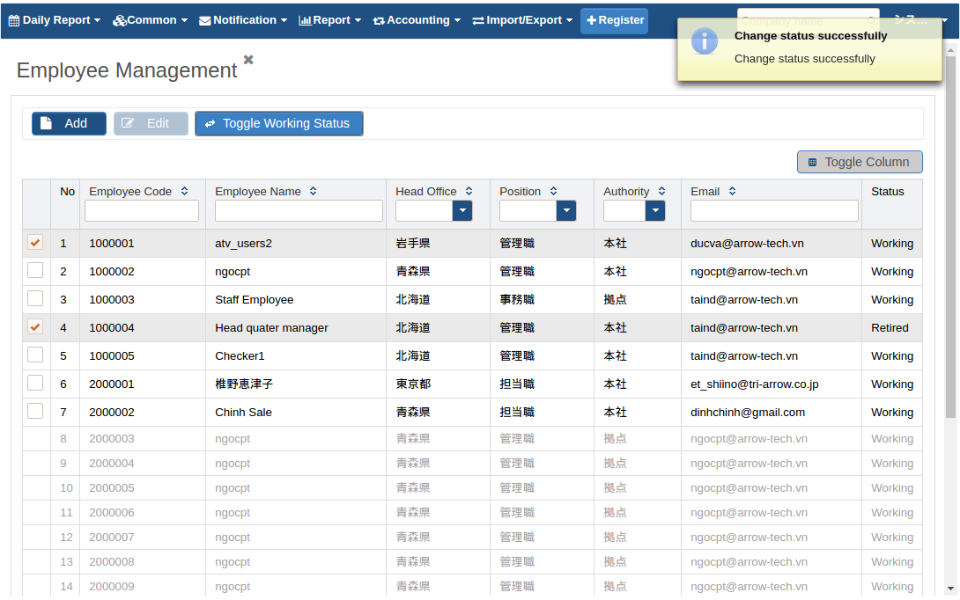 Daily Report Common Notification Report Accounting Import/Export Register Company name シス...
Change status successfully
Change status successfully
Employee Management
Add Edit Toggle Working Status
Toggle Column
No Employee Code Employee Name Head Office Position Authority Email Status
1 1000001 atv_users2 岩手県 管理職 本社 ducva@arrow-tech.vn Working
2 1000002 ngocpt 青森県 管理職 本社 ngocpt@arrow-tech.vn Working
3 1000003 Staff Employee 北海道 事務職 拠点 taind@arrow-tech.vn Working
4 1000004 Head quater manager 北海道 管理職 本社 taind@arrow-tech.vn Retired
5 1000005 Checker1 北海道 管理職 本社 taind@arrow-tech.vn Working
6 2000001 椎野恵津子 東京都 担当職 本社 et_shiino@tri-arrow.co.jp Working
7 2000002 Chinh Sale 青森県 担当職 本社 dinhchinh@gmail.com Working
8 2000003 ngocpt 青森県 管理職 拠点 ngocpt@arrow-tech.vn Working
9 2000004 ngocpt 青森県 管理職 拠点 ngocpt@arrow-tech.vn Working
10 2000005 ngocpt 青森県 管理職 拠点 ngocpt@arrow-tech.vn Working
11 2000006 ngocpt 青森県 管理職 拠点 ngocpt@arrow-tech.vn Working
12 2000007 ngocpt 青森県 管理職 拠点 ngocpt@arrow-tech.vn Working
13 2000008 ngocpt 青森県 管理職 拠点 ngocpt@arrow-tech.vn Working
14 2000009 ngocpt 青森県 管理職 拠点 ngocpt@arrow-tech.vn Working